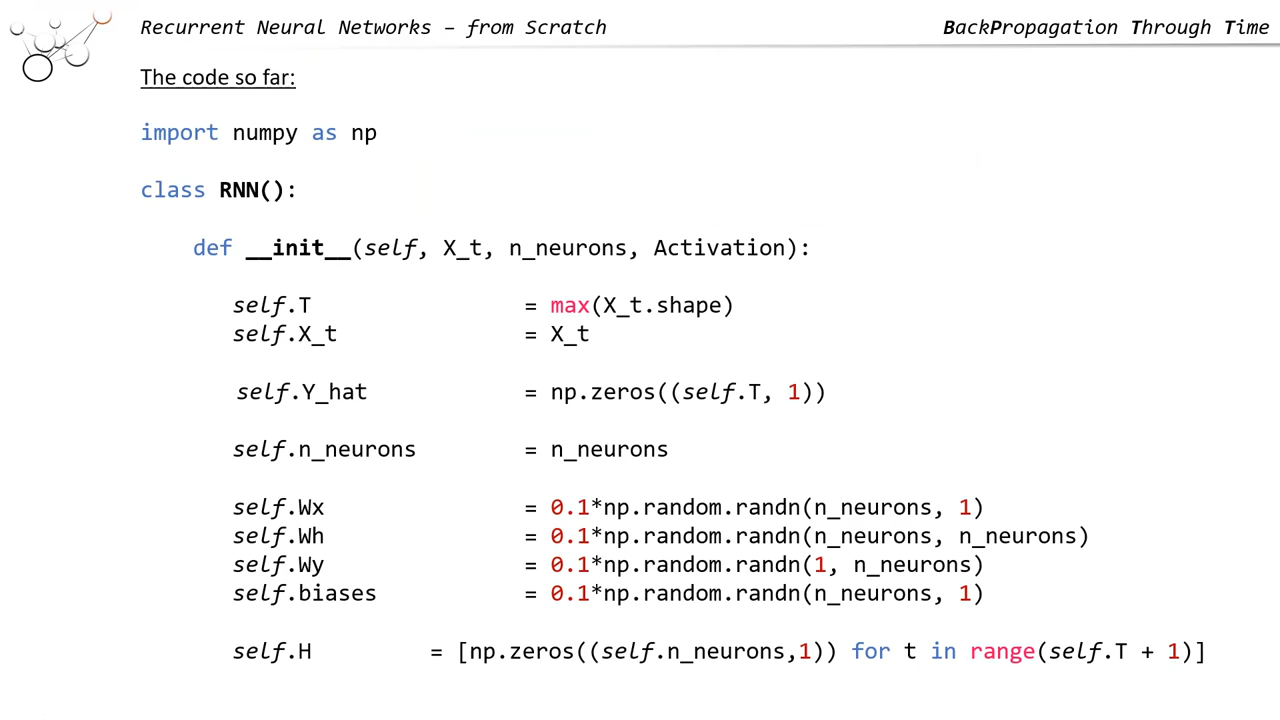 Recurrent Neural Networks – from Scratch
BackPropagation Through Time
The code so far:
import numpy as np
class RNN():
def __init__(self, X_t, n_neurons, Activation):
self.T = max(X_t.shape)
self.X_t = X_t
self.Y_hat = np.zeros((self.T, 1))
self.n_neurons = n_neurons
self.Wx = 0.1*np.random.randn(n_neurons, 1)
self.Wh = 0.1*np.random.randn(n_neurons, n_neurons)
self.Wy = 0.1*np.random.randn(1, n_neurons)
self.biases = 0.1*np.random.randn(n_neurons, 1)
self.H = [np.zeros((self.n_neurons,1)) for t in range(self.T + 1)]